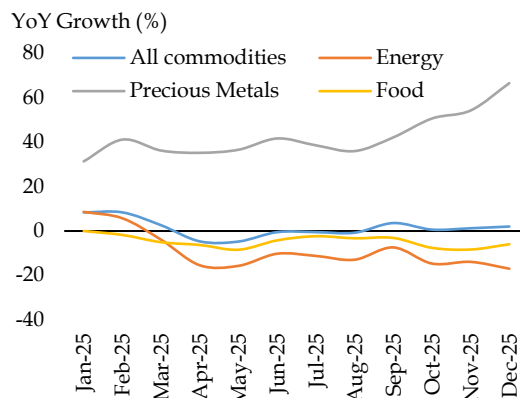 YoY Growth (%)
80
All commodities
Energy
60
Precious Metals
Food
40
20
0
-20
-40
Jan-25
Feb-25
Mar-25
Apr-25
May-25
Jun-25
Jul-25
Aug-25
Sep-25
Oct-25
Nov-25
Dec-25